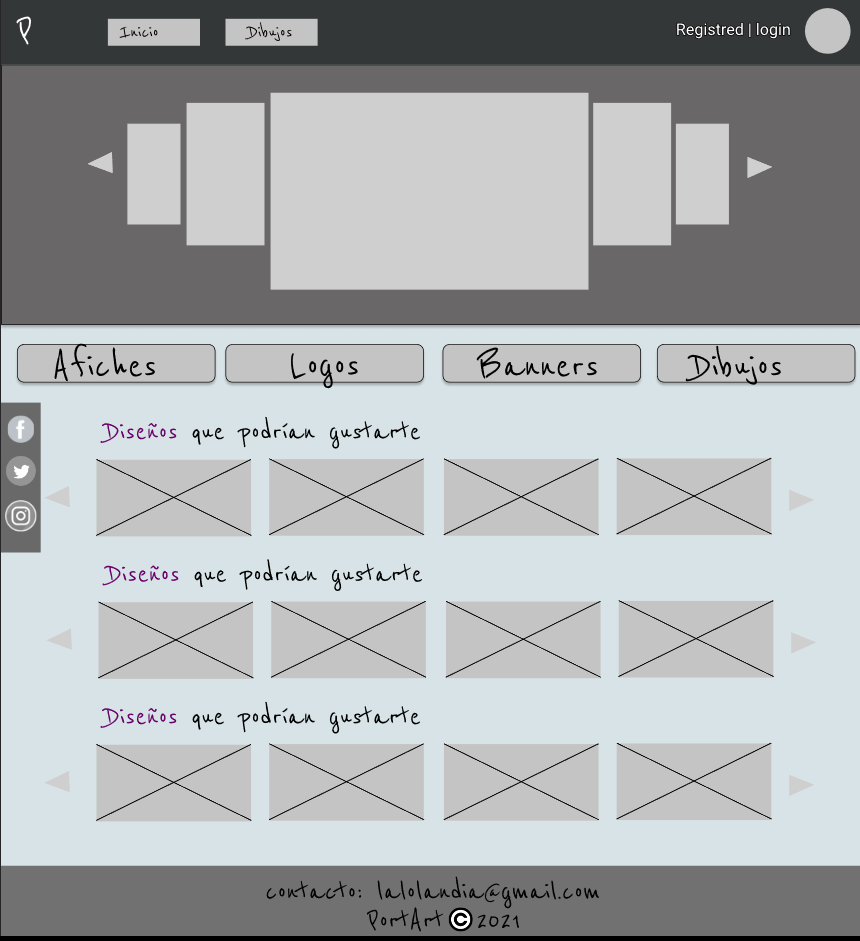 P
Inicio Dibujos Registred | login
Afiches Logos Banners Dibujos
Diseños que podrían gustarte
Diseños que podrían gustarte
Diseños que podrían gustarte
contacto: lalolandia@gmail.com
PortArt © 2021